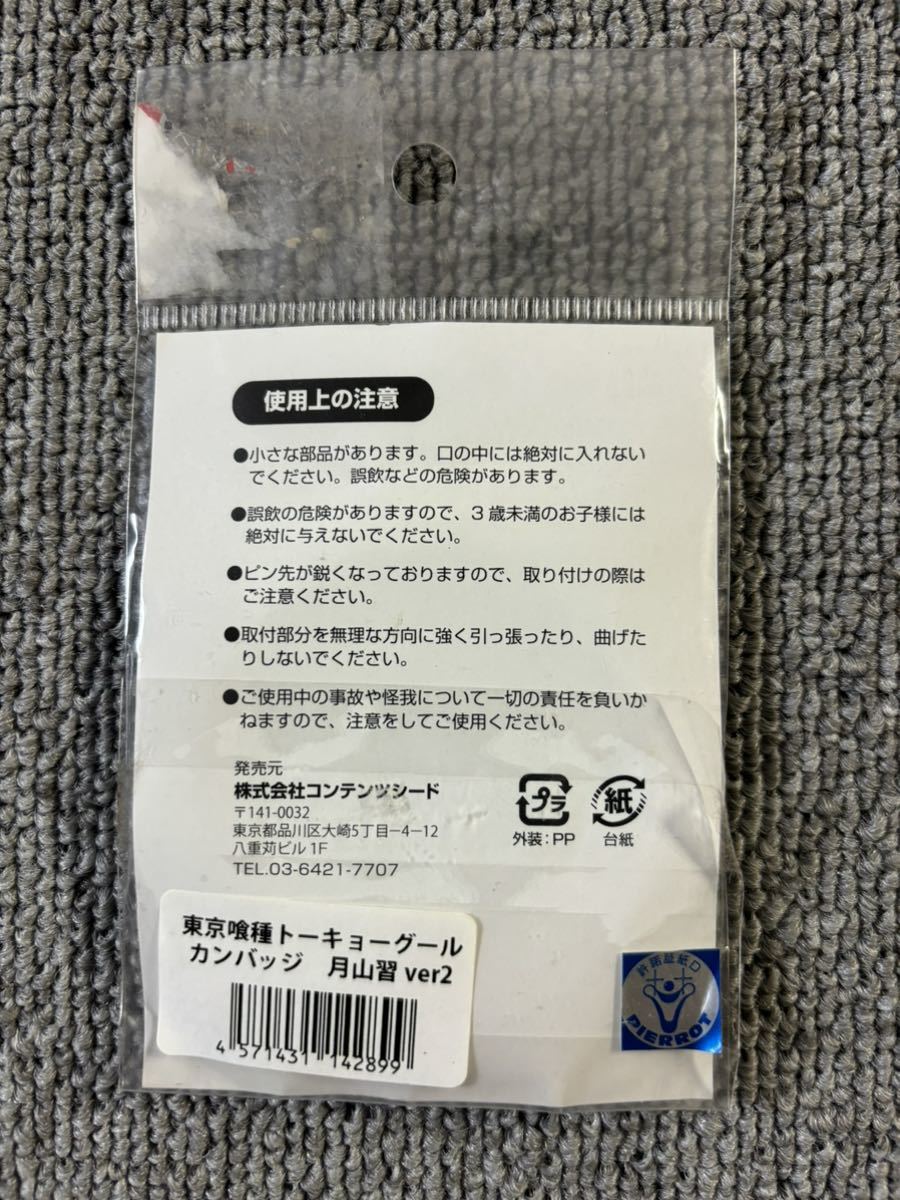 使用上の注意
●小さな部品があります。口の中には絶対に入れない
でください。誤飲などの危険があります。
●誤飲の危険がありますので、3歳未満のお子様には
絶対に与えないでください。
●ピン先が鋭くなっておりますので、取り付けの際は
ご注意ください。
●取付部分を無理な方向に強く引っ張ったり、曲げた
りしないでください。
●ご使用中の事故や怪我について一切の責任を負いか
ねますので、注意をしてご使用ください。
発売元
株式会社コンテンツシード
〒141-0032
東京都品川区大崎5丁目-4-12
八重苅ビル 1F
TEL.03-6421-7707
プラ
外装：PP
紙
台紙
東京喰種トーキョーグール
カンバッジ 月山習 ver2
4 571431 142899
許諾証紙
PIERROT